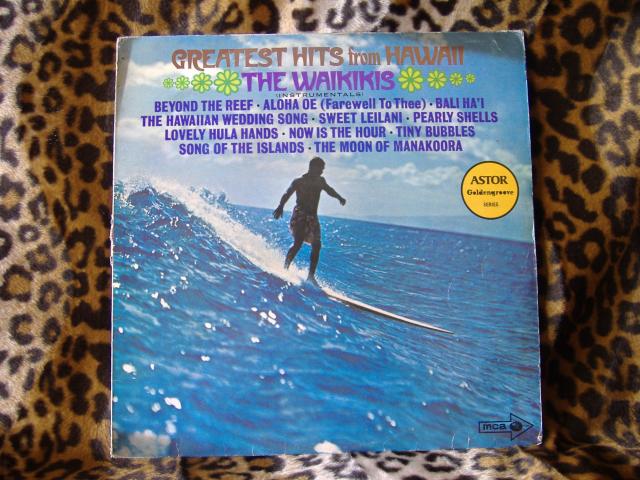 GREATEST HITS from HAWAII
THE WAIKIKIS
(INSTRUMENTALS)
BEYOND THE REEF · ALOHA OE (Farewell To Thee) · BALI HA'I
THE HAWAIIAN WEDDING SONG · SWEET LEILANI · PEARLY SHELLS
LOVELY HULA HANDS · NOW IS THE HOUR · TINY BUBBLES
SONG OF THE ISLANDS · THE MOON OF MANAKOORA
ASTOR
Goldengroove
SERIES
mca